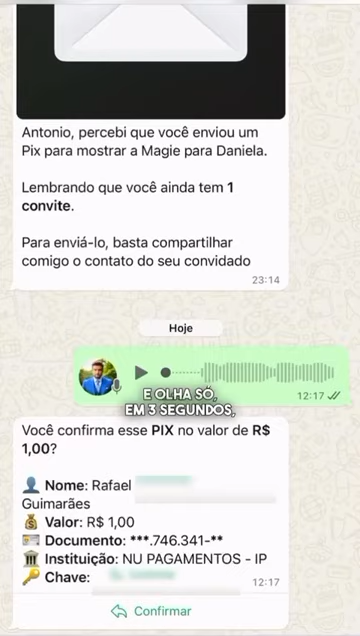 Antonio, percebi que você enviou um
Pix para mostrar a Magie para Daniela.
Lembrando que você ainda tem 1
convite.
Para enviá-lo, basta compartilhar
comigo o contato do seu convidado
23:14
Hoje
12:17
E OLHA SÓ,
EM 3 SEGUNDOS,
Você confirma esse PIX no valor de R$
1,00?
Nome: Rafael
Guimarães
Valor: R$ 1,00
Documento: ***.746.341-**
Instituição: NU PAGAMENTOS - IP
Chave:
12:17
Confirmar